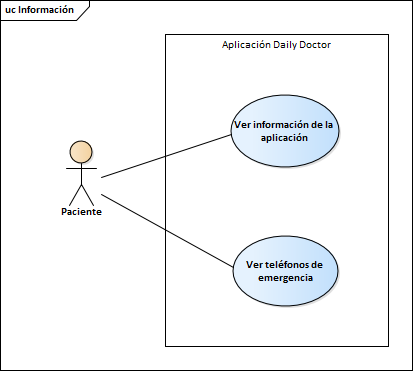 uc Información
Aplicación Daily Doctor
Ver información de la
aplicación
Paciente
Ver teléfonos de
emergencia